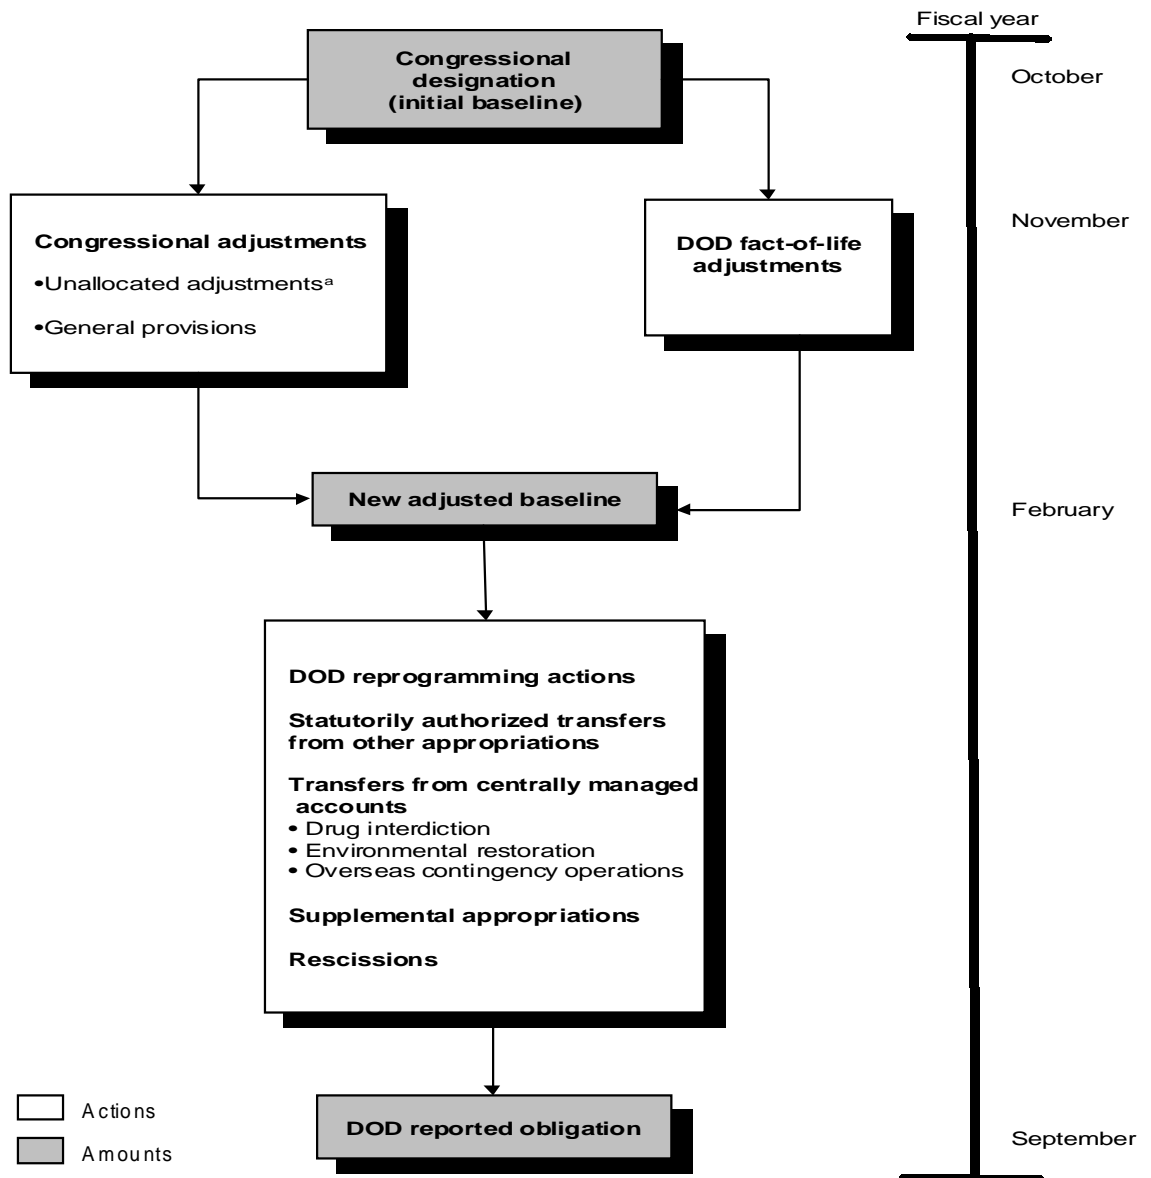 Fiscal year
Congressional
designation
(initial baseline)
October
Congressional adjustments
•Unallocated adjustmentsᵃ
•General provisions
DOD fact-of-life
adjustments
November
New adjusted baseline
February
DOD reprogramming actions
Statutorily authorized transfers
from other appropriations
Transfers from centrally managed
accounts
• Drug interdiction
• Environmental restoration
• Overseas contingency operations
Supplemental appropriations
Rescissions
DOD reported obligation
September
Actions
Amounts